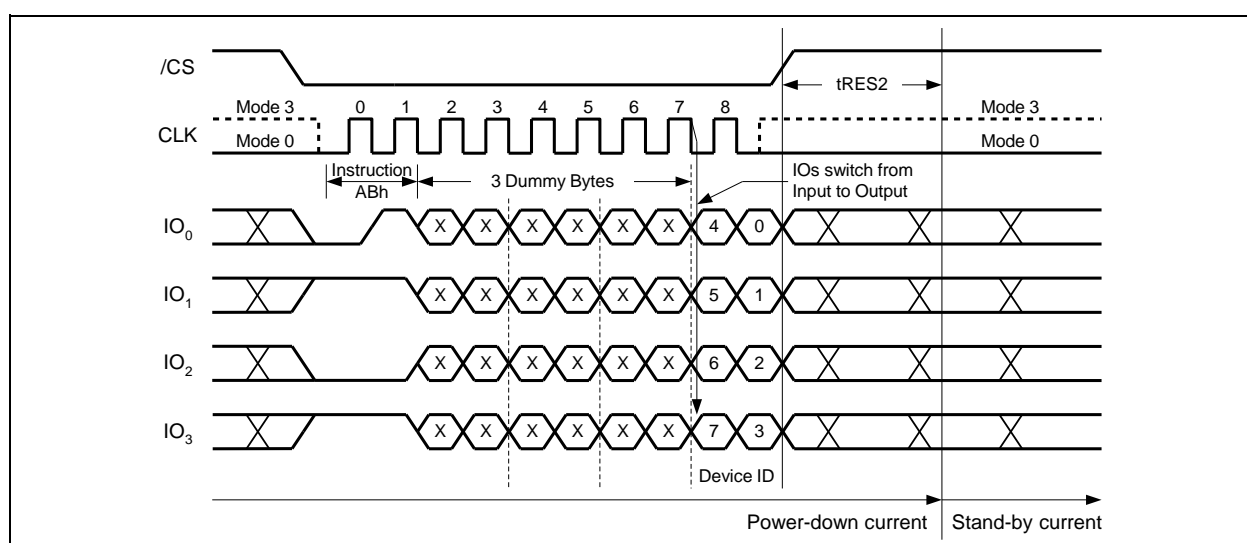 /CS
tRES2
Mode 3 0 1 2 3 4 5 6 7 8 Mode 3
CLK
Mode 0 Mode 0
Instruction
ABh
3 Dummy Bytes
IOs switch from
Input to Output
IO0 X X X X X X 4 0
IO1 X X X X X X 5 1
IO2 X X X X X X 6 2
IO3 X X X X X X 7 3
Device ID
Power-down current Stand-by current